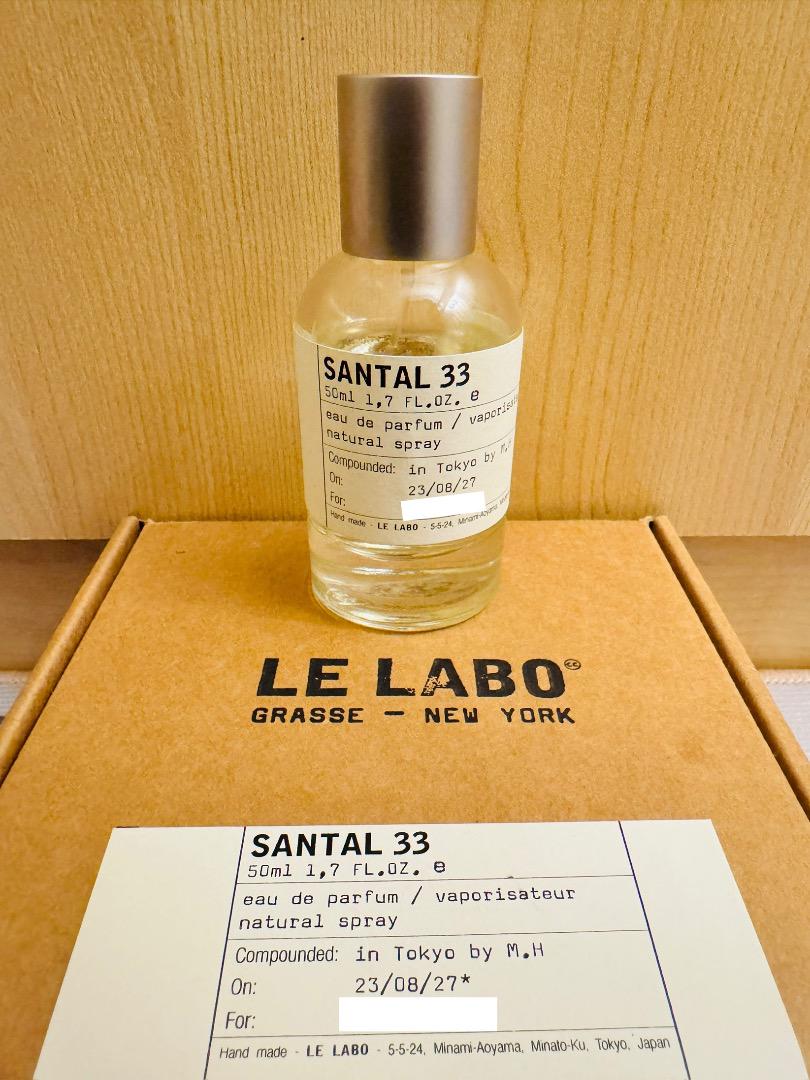 SANTAL 33
50ml 1,7 FL.OZ. e
eau de parfum / vaporisate
natural spray
Compounded: in Tokyo by M.H
On: 23/08/27
For:
Hand made - LE LABO - 5-5-24, Minami-Aoyama,
LE LABO
GRASSE — NEW YORK
SANTAL 33
50ml 1,7 FL.OZ. e
eau de parfum / vaporisateur
natural spray
Compounded: in Tokyo by M.H
On: 23/08/27*
For:
Hand made - LE LABO - 5-5-24, Minami-Aoyama, Minato-Ku, Tokyo, Japan